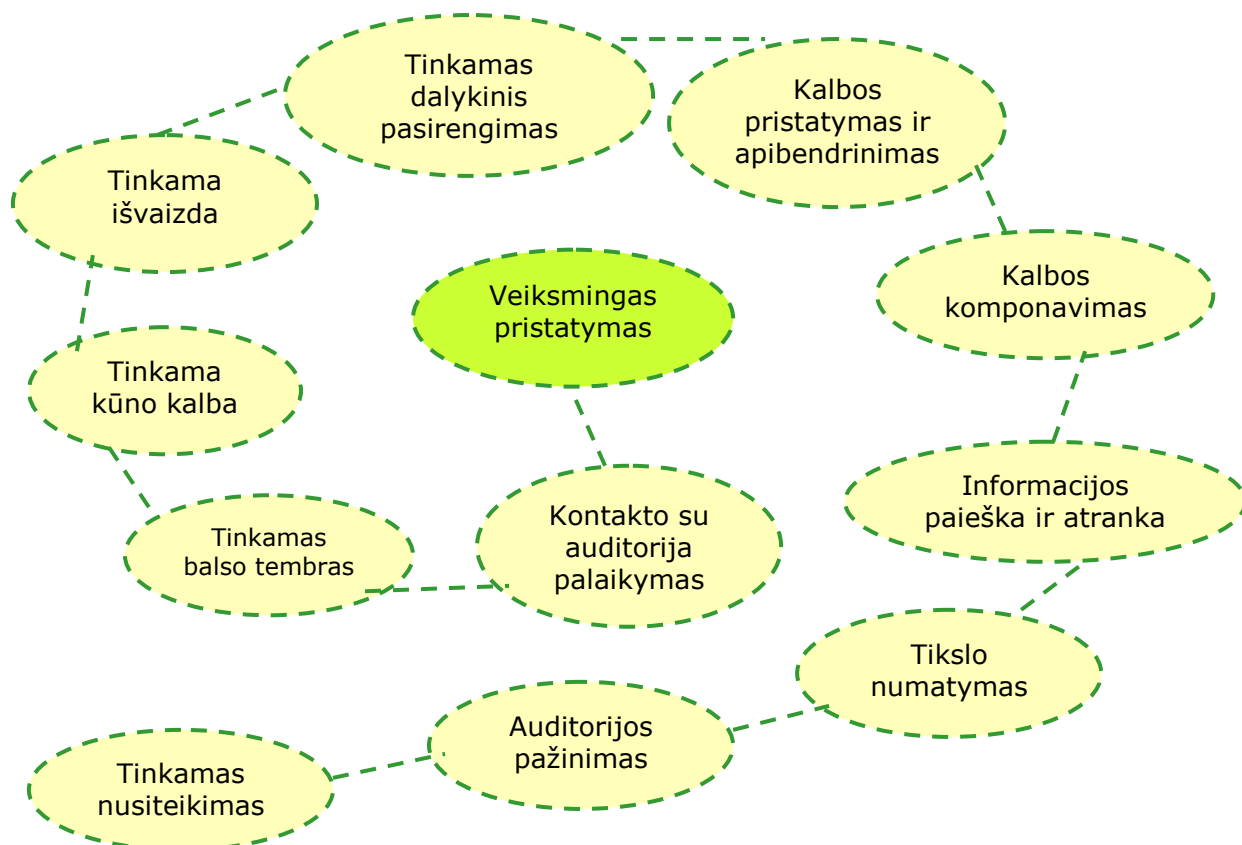 Tinkamas
dalykinis
pasirengimas
Kalbos
pristatymas ir
apibendrinimas
Tinkama
išvaizda
Kalbos
komponavimas
Veiksmingas
pristatymas
Tinkama
kūno kalba
Informacijos
paieška ir atranka
Kontakto su
auditorija
palaikymas
Tinkamas
balso tembras
Tikslo
numatymas
Auditorijos
pažinimas
Tinkamas
nusiteikimas